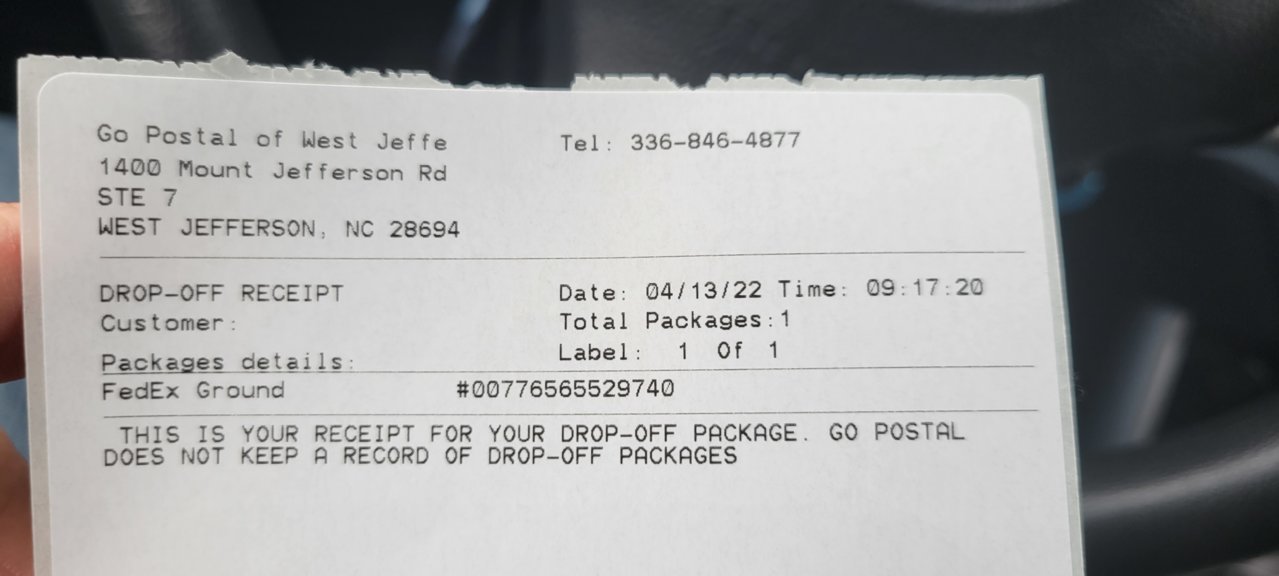 Go Postal of West Jeffe Tel: 336-846-4877
1400 Mount Jefferson Rd
STE 7
WEST JEFFERSON, NC 28694
DROP-OFF RECEIPT Date: 04/13/22 Time: 09:17:20
Customer: Total Packages:1
Packages details: Label: 1 Of 1
FedEx Ground #00776565529740
THIS IS YOUR RECEIPT FOR YOUR DROP-OFF PACKAGE. GO POSTAL
DOES NOT KEEP A RECORD OF DROP-OFF PACKAGES